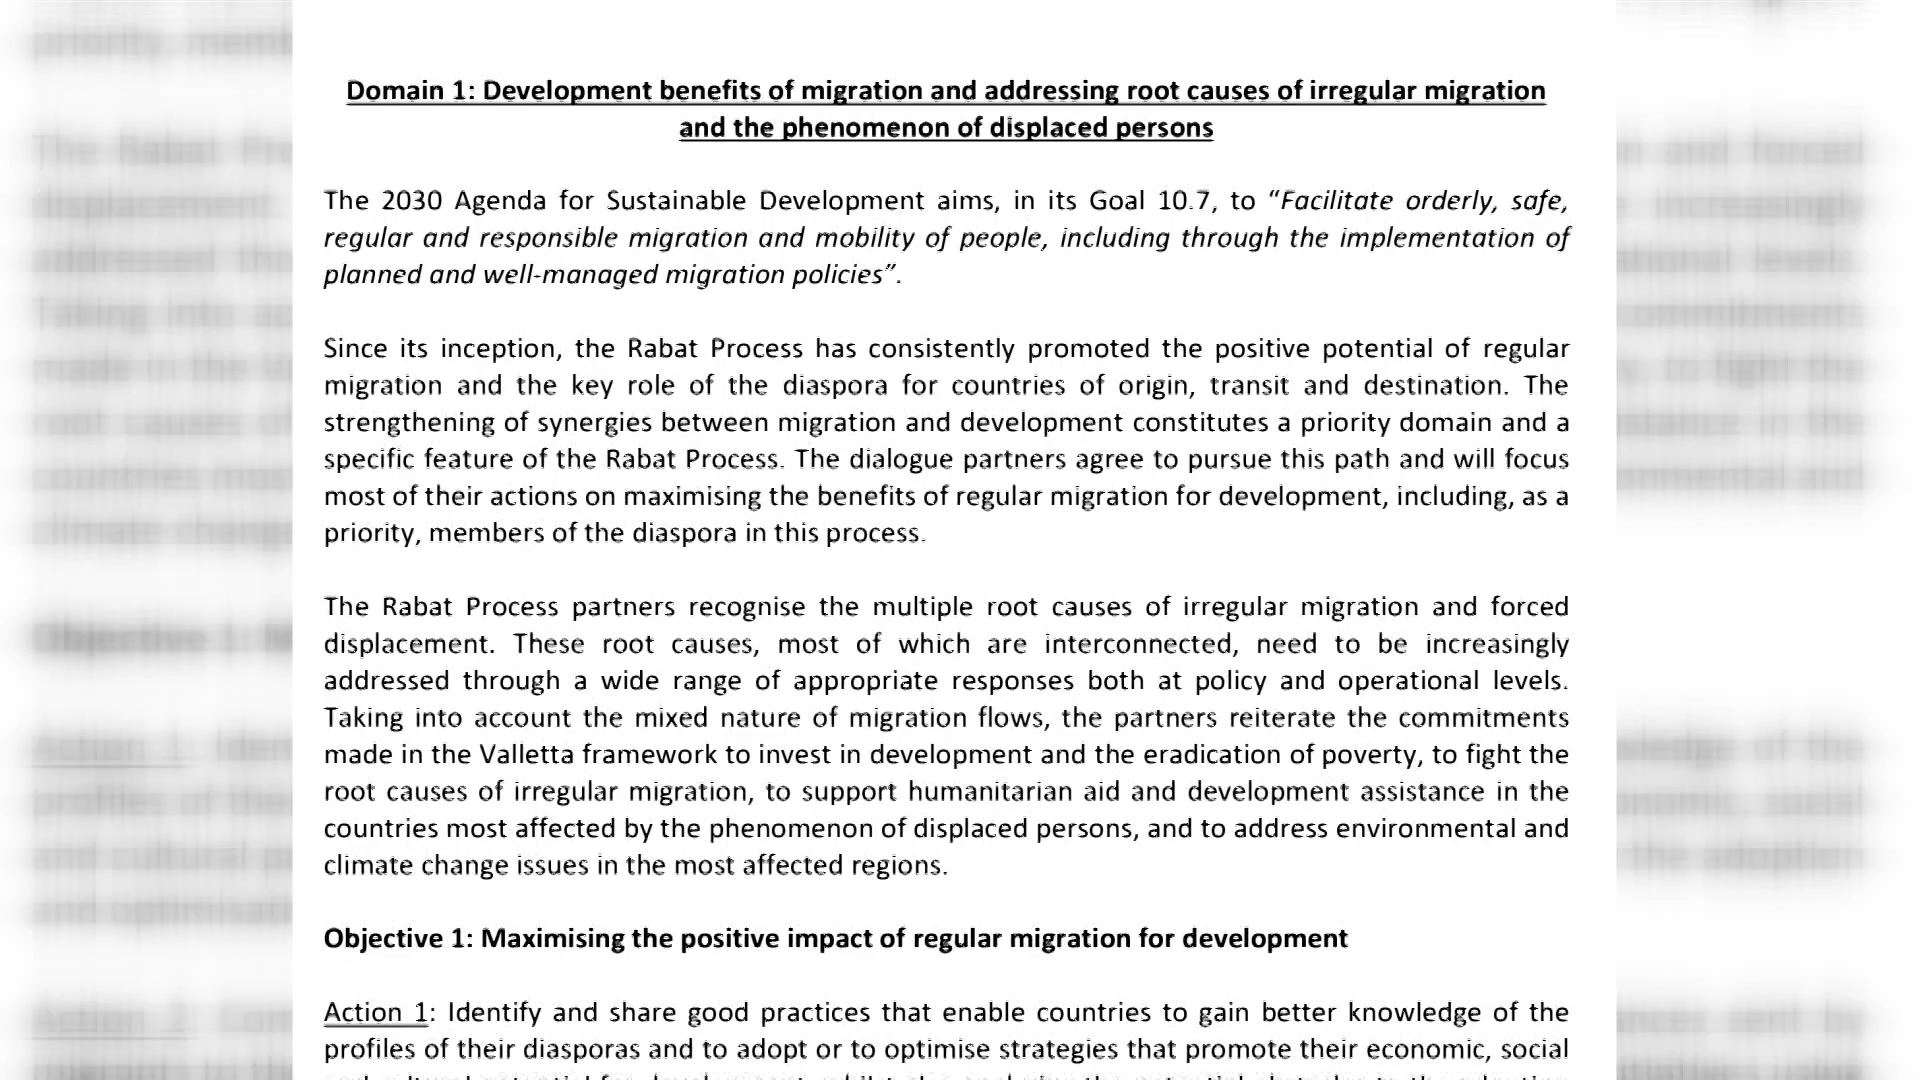 Domain 1: Development benefits of migration and addressing root causes of irregular migration
and the phenomenon of displaced persons
The 2030 Agenda for Sustainable Development aims, in its Goal 10.7, to “Facilitate orderly, safe,
regular and responsible migration and mobility of people, including through the implementation of
planned and well-managed migration policies”.
Since its inception, the Rabat Process has consistently promoted the positive potential of regular
migration and the key role of the diaspora for countries of origin, transit and destination. The
strengthening of synergies between migration and development constitutes a priority domain and a
specific feature of the Rabat Process. The dialogue partners agree to pursue this path and will focus
most of their actions on maximising the benefits of regular migration for development, including, as a
priority, members of the diaspora in this process.
The Rabat Process partners recognise the multiple root causes of irregular migration and forced
displacement. These root causes, most of which are interconnected, need to be increasingly
addressed through a wide range of appropriate responses both at policy and operational levels.
Taking into account the mixed nature of migration flows, the partners reiterate the commitments
made in the Valletta framework to invest in development and the eradication of poverty, to fight the
root causes of irregular migration, to support humanitarian aid and development assistance in the
countries most affected by the phenomenon of displaced persons, and to address environmental and
climate change issues in the most affected regions.
Objective 1: Maximising the positive impact of regular migration for development
Action 1: Identify and share good practices that enable countries to gain better knowledge of the
profiles of their diasporas and to adopt or to optimise strategies that promote their economic, social